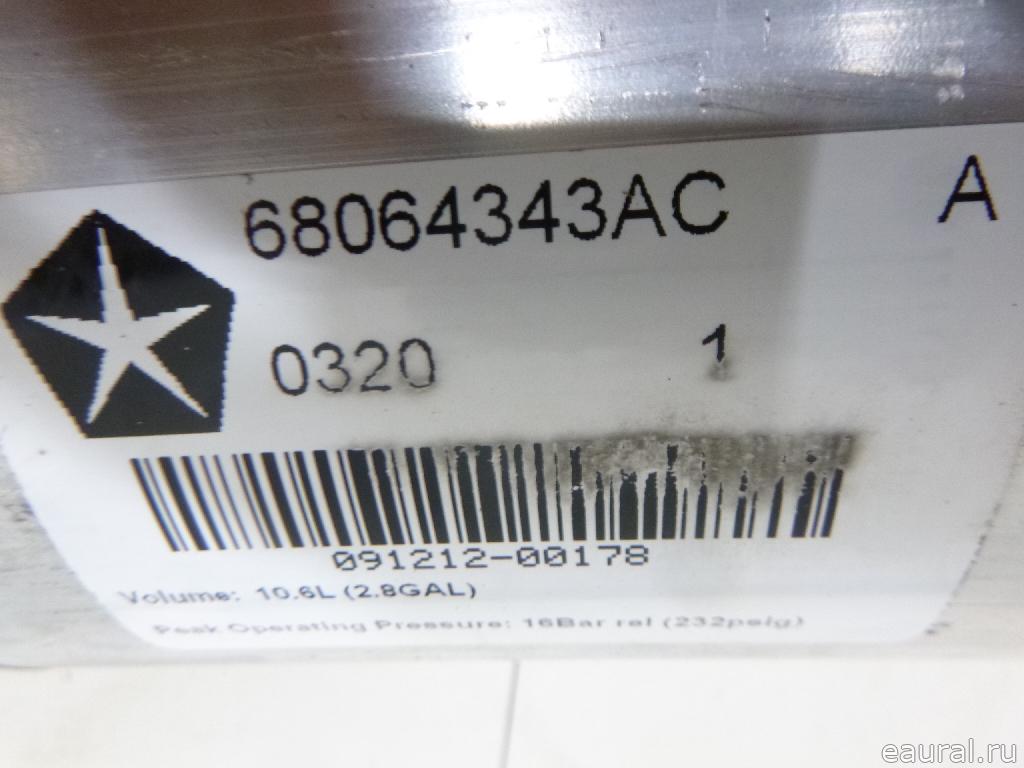 68064343AC A
0320 1
091212-00178
Volume: 10.6L (2.8GAL)
Peak Operating Pressure: 16Bar rel (232psig)
eaural.ru